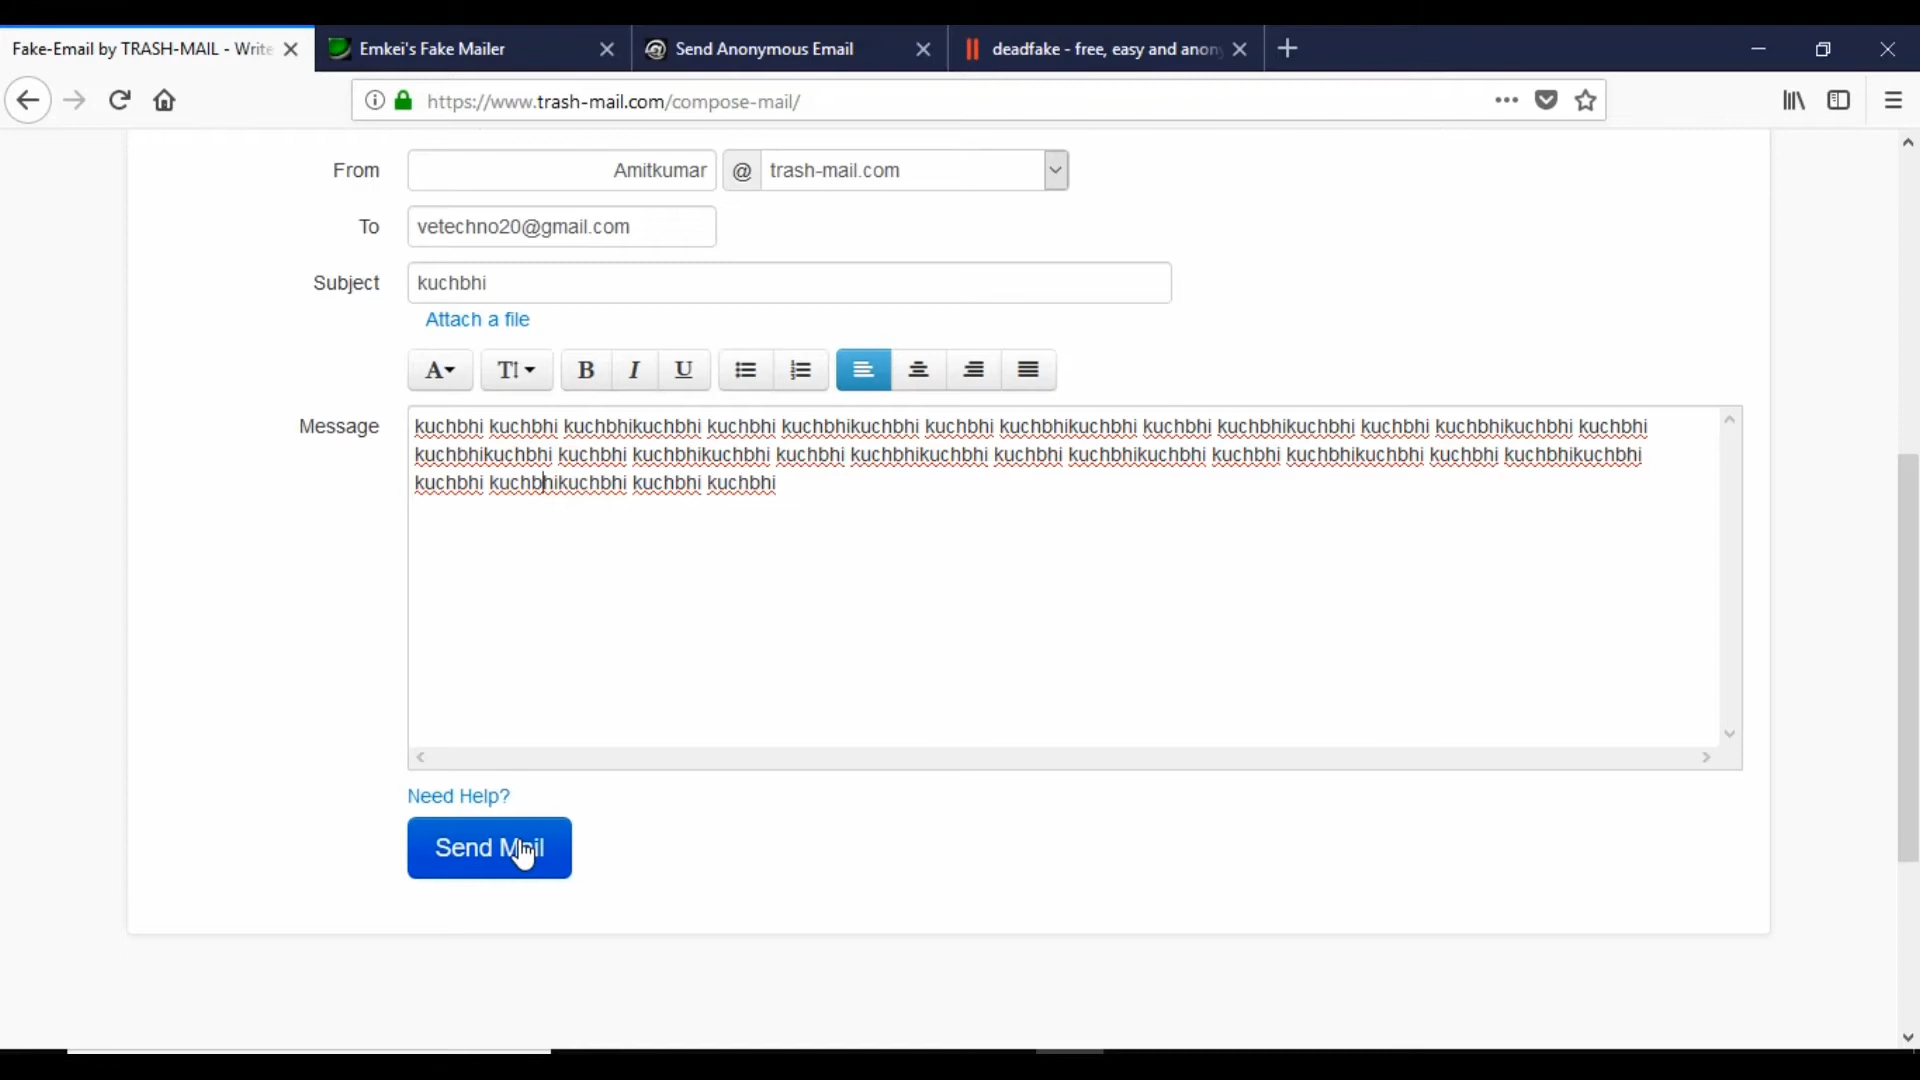 Fake-Email by TRASH-MAIL - Write
Emkei's Fake Mailer
Send Anonymous Email
deadfake - free, easy and anon
https://www.trash-mail.com/compose-mail/
From Amitkumar @ trash-mail.com
To vetechno20@gmail.com
Subject kuchbhi
Attach a file
A T! B I U
Message kuchbhi kuchbhi kuchbhikuchbhi kuchbhi kuchbhikuchbhi kuchbhi kuchbhikuchbhi kuchbhi kuchbhikuchbhi kuchbhi kuchbhikuchbhi kuchbhi
kuchbhikuchbhi kuchbhi kuchbhikuchbhi kuchbhi kuchbhikuchbhi kuchbhi kuchbhikuchbhi kuchbhi kuchbhikuchbhi kuchbhi kuchbhikuchbhi
kuchbhi kuchbhikuchbhi kuchbhi kuchbhi
Need Help?
Send Mail